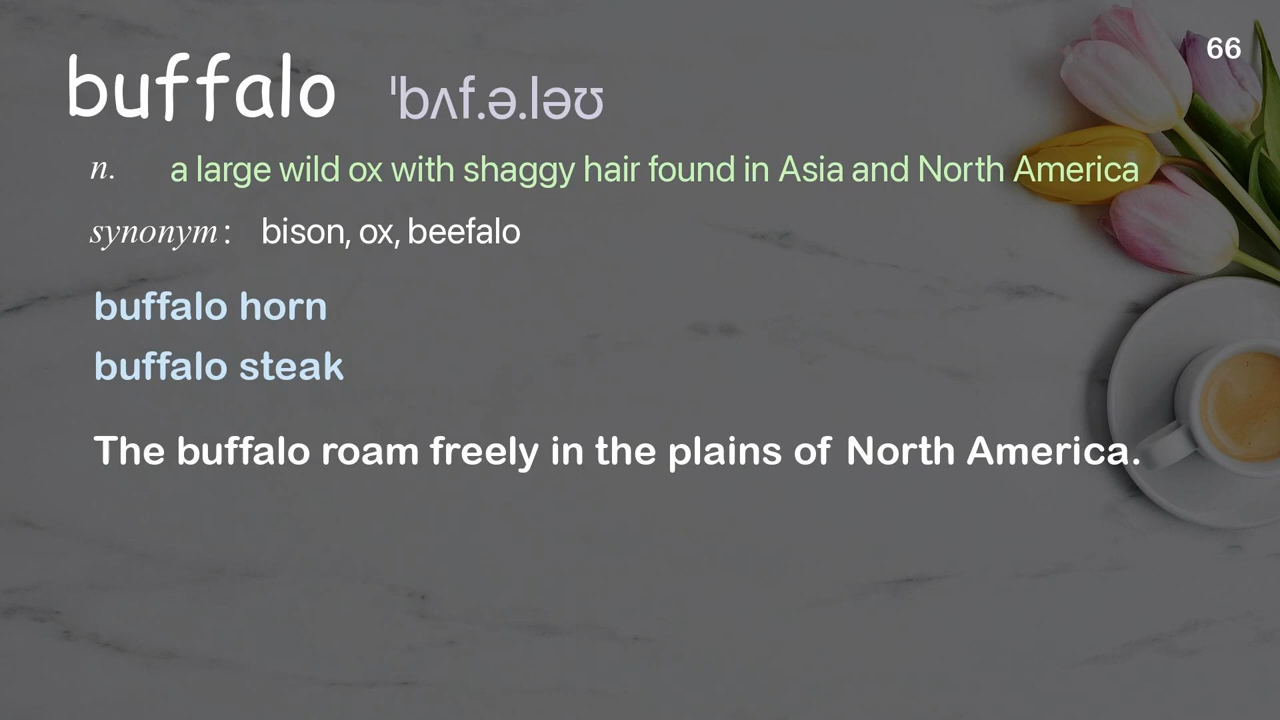 66
buffalo ˈbʌf.ə.ləʊ
n. a large wild ox with shaggy hair found in Asia and North America
synonym: bison, ox, beefalo
buffalo horn
buffalo steak
The buffalo roam freely in the plains of North America.